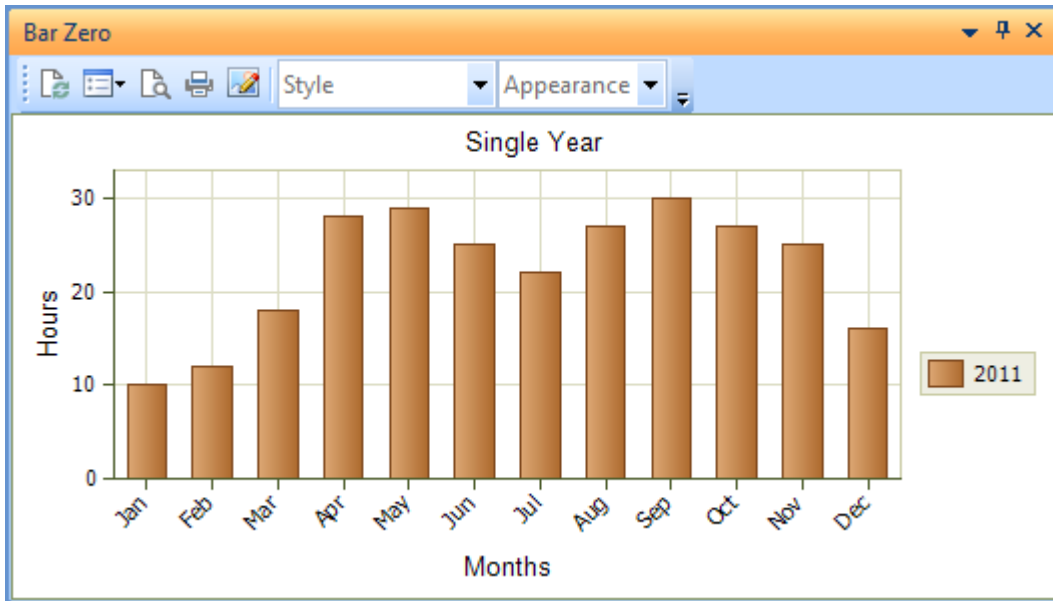 Bar Zero
Style Appearance
Single Year
30
20
10
0
Hours
Jan Feb Mar Apr May Jun Jul Aug Sep Oct Nov Dec
Months
2011